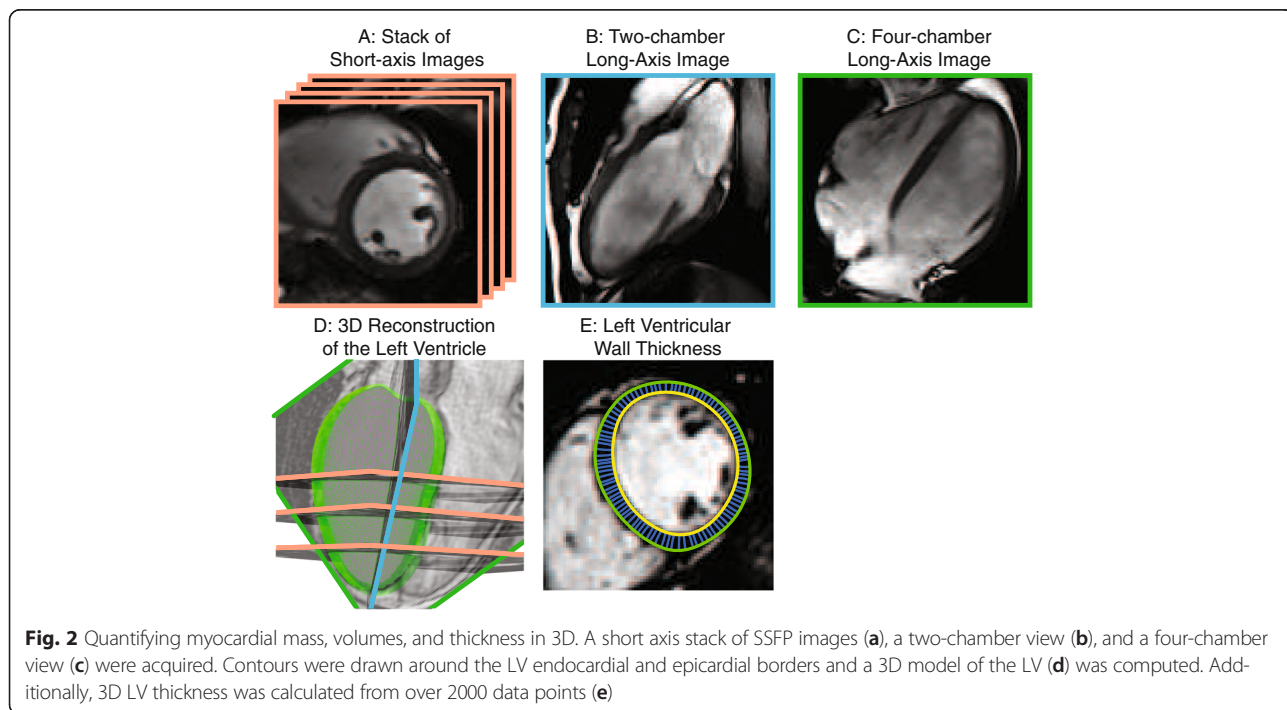 A: Stack of
Short-axis Images
B: Two-chamber
Long-Axis Image
C: Four-chamber
Long-Axis Image
D: 3D Reconstruction
of the Left Ventricle
E: Left Ventricular
Wall Thickness
Fig. 2 Quantifying myocardial mass, volumes, and thickness in 3D. A short axis stack of SSFP images (a), a two-chamber view (b), and a four-chamber
view (c) were acquired. Contours were drawn around the LV endocardial and epicardial borders and a 3D model of the LV (d) was computed. Add-
itionally, 3D LV thickness was calculated from over 2000 data points (e)